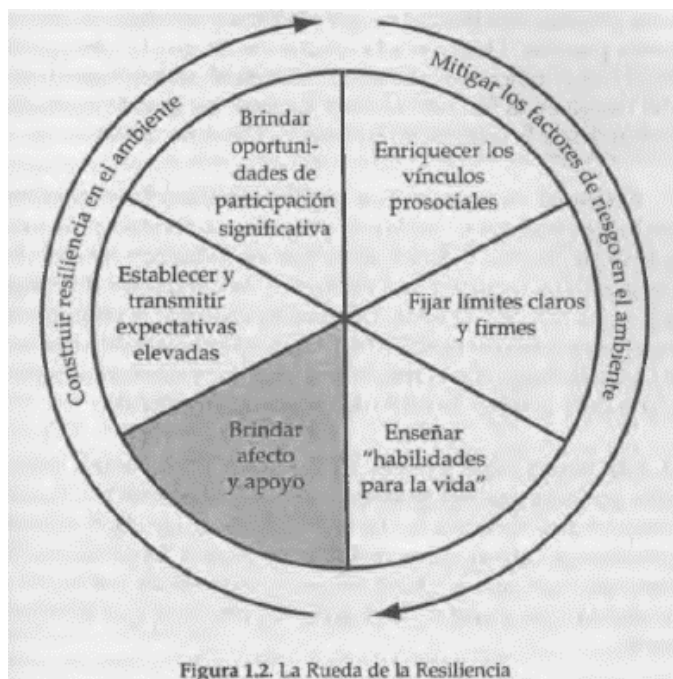 Construir resiliencia en el ambiente
Mitigar los factores de riesgo en el ambiente
Brindar
oportuni-
dades de
participación
significativa
Enriquecer los
vínculos
prosociales
Establecer y
transmitir
expectativas
elevadas
Fijar límites claros
y firmes
Brindar
afecto
y apoyo
Enseñar
"habilidades
para la vida"
Figura 1.2. La Rueda de la Resiliencia